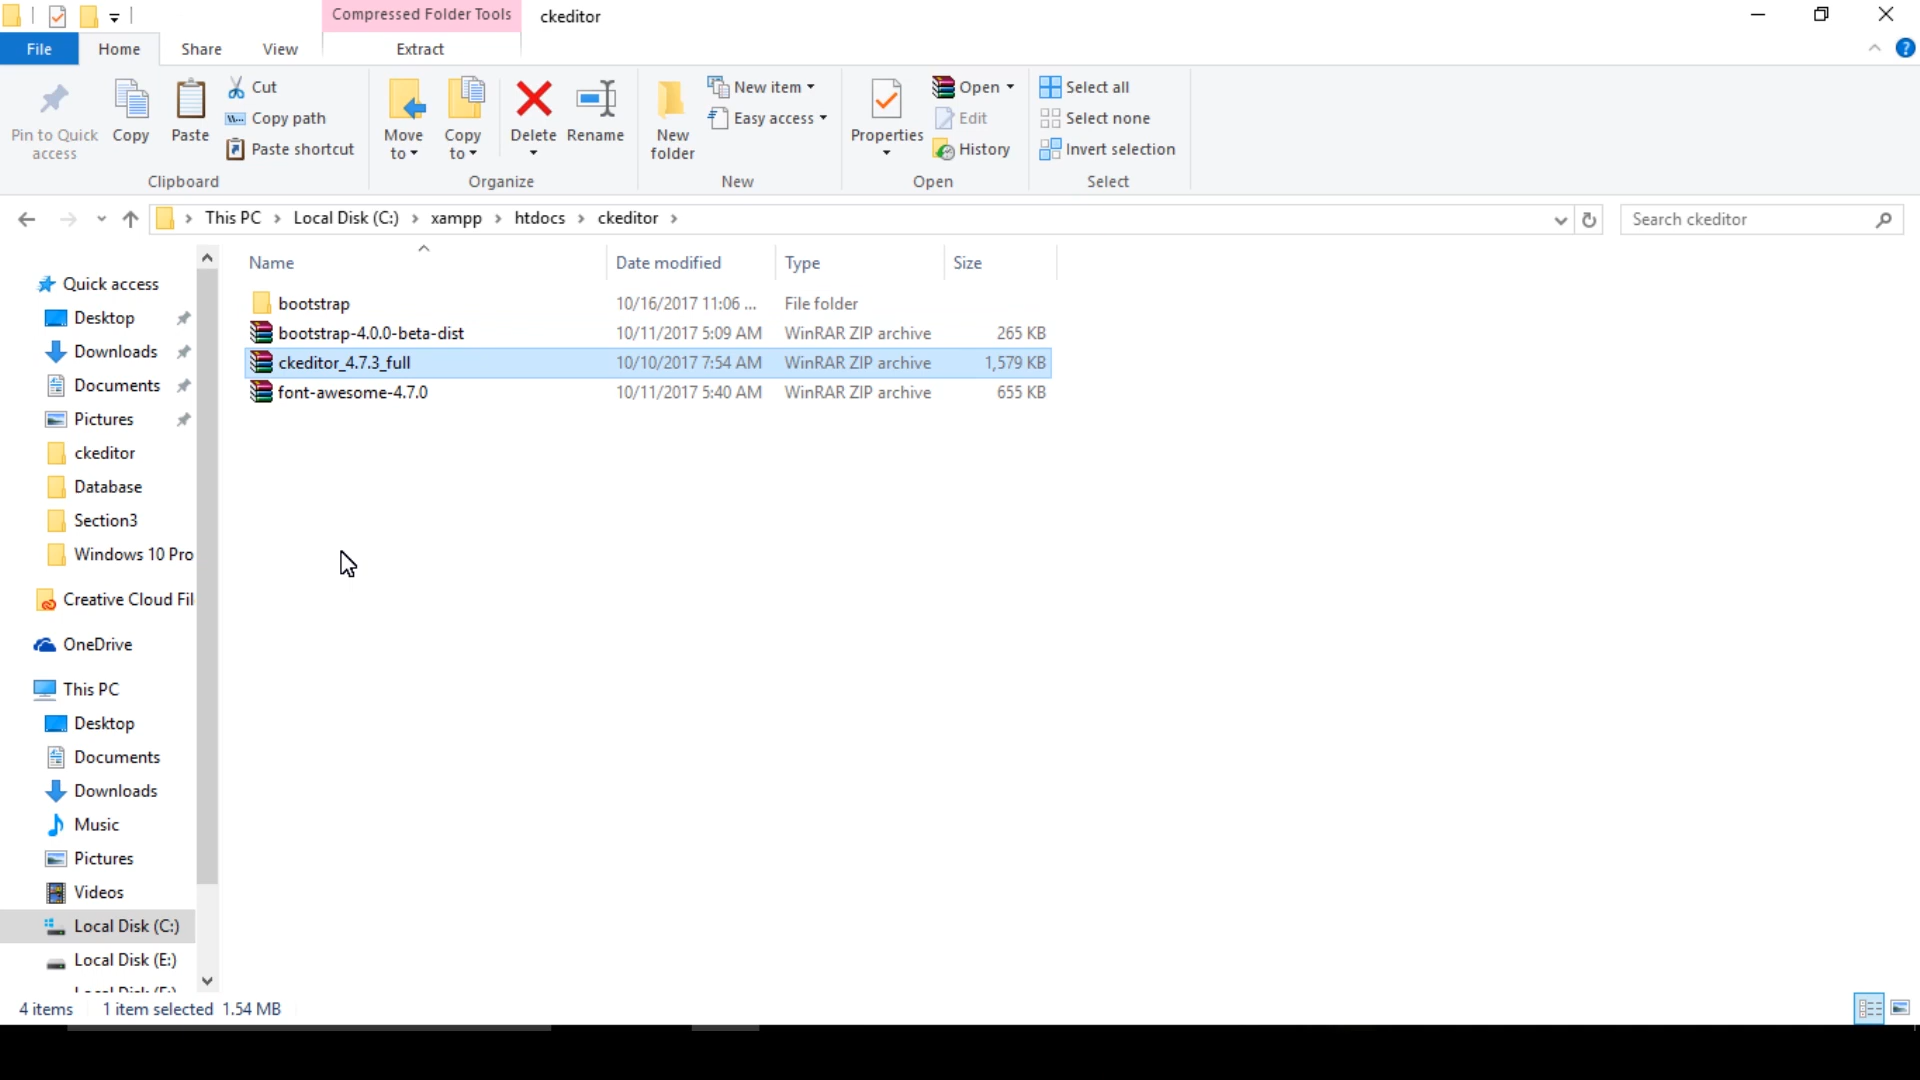 Compressed Folder Tools ckeditor
File Home Share View Extract
Pin to Quick access
Copy
Paste
Cut
Copy path
Paste shortcut
Clipboard
Move to
Copy to
Delete
Rename
Organize
New folder
New item
Easy access
New
Properties
Open
Edit
History
Open
Select all
Select none
Invert selection
Select
This PC › Local Disk (C:) › xampp › htdocs › ckeditor ›
Search ckeditor
Quick access
Desktop
Downloads
Documents
Pictures
ckeditor
Database
Section3
Windows 10 Pro
Creative Cloud Fil
OneDrive
This PC
Desktop
Documents
Downloads
Music
Pictures
Videos
Local Disk (C:)
Local Disk (E:)
Name Date modified Type Size
bootstrap 10/16/2017 11:06 ... File folder
bootstrap-4.0.0-beta-dist 10/11/2017 5:09 AM WinRAR ZIP archive 265 KB
ckeditor_4.7.3_full 10/10/2017 7:54 AM WinRAR ZIP archive 1,579 KB
font-awesome-4.7.0 10/11/2017 5:40 AM WinRAR ZIP archive 655 KB
4 items 1 item selected 1.54 MB